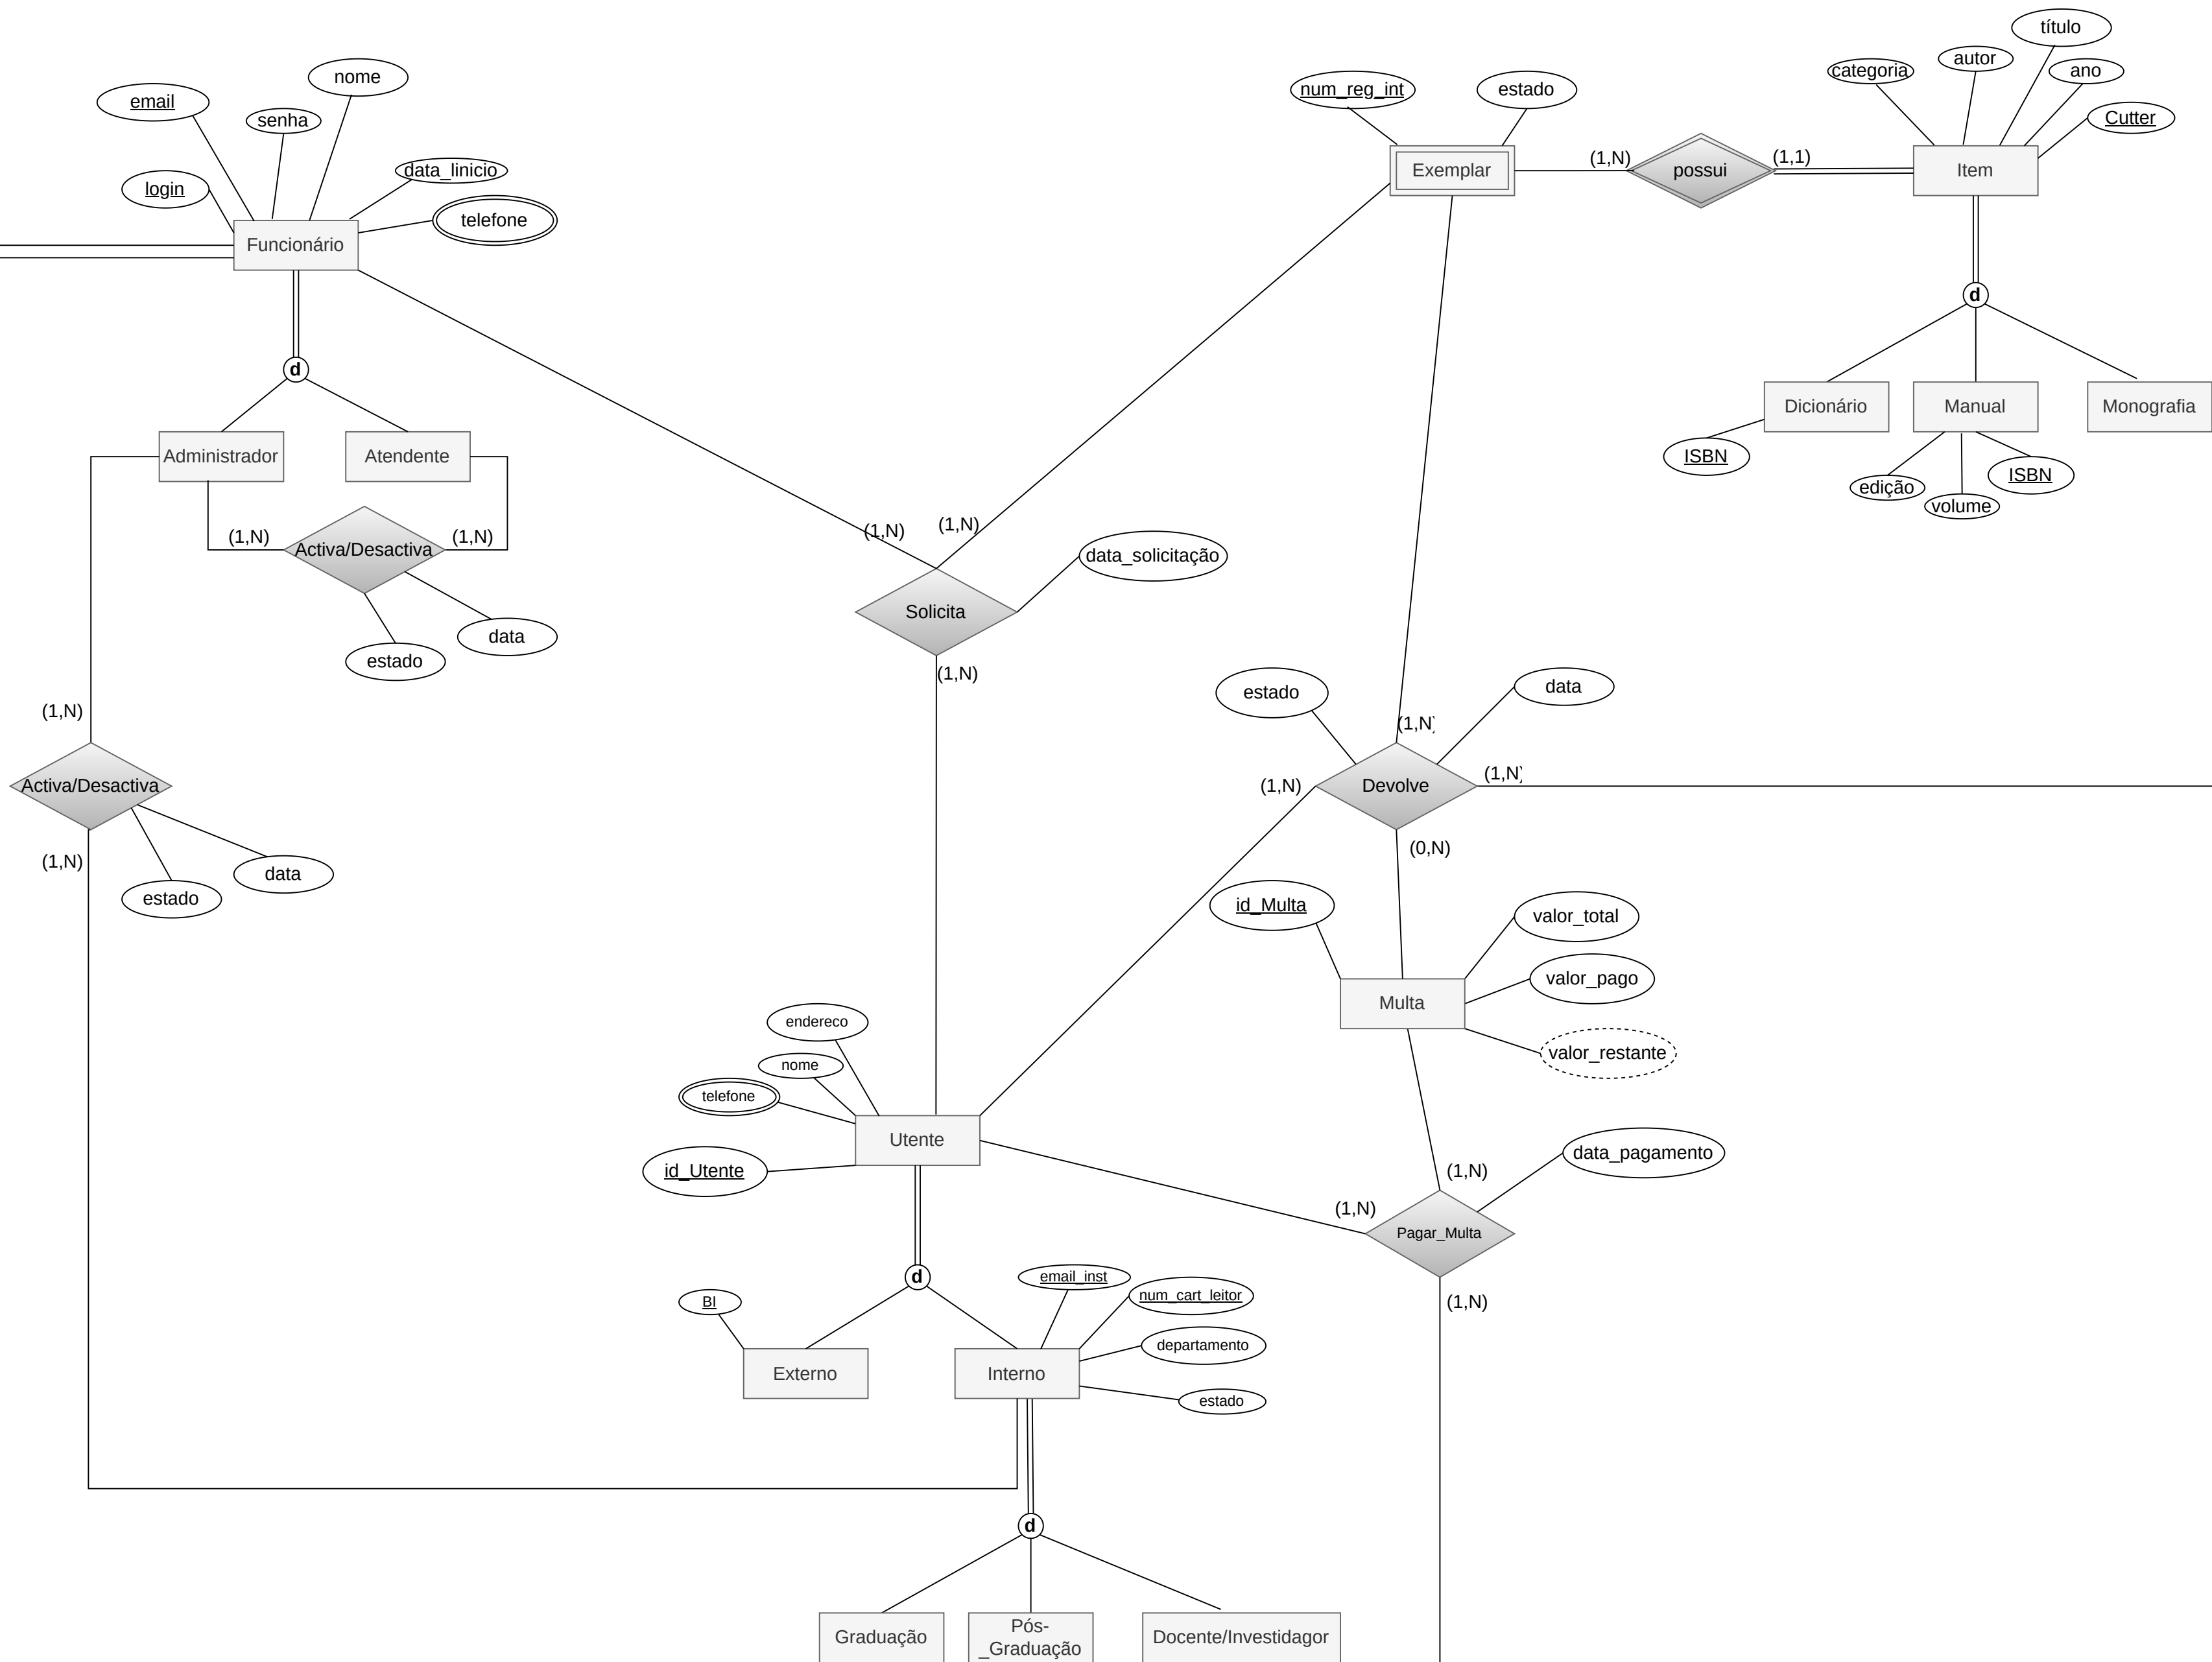 título
autor
categoria
ano
nome
email
senha
num_reg_int
estado
Cutter
login
data_linicio
telefone
(1,N)
possui
(1,1)
Exemplar
Item
Funcionário
d
d
Dicionário
Manual
Monografia
Administrador
Atendente
ISBN
ISBN
edição
volume
(1,N)
(1,N)
Activa/Desactiva
(1,N)
(1,N)
data_solicitação
Solicita
data
estado
(1,N)
estado
data
(1,N)
(1,N)
(1,N)
(1,N)
Activa/Desactiva
Devolve
(1,N)
(0,N)
(1,N)
data
estado
id_Multa
valor_total
valor_pago
Multa
valor_restante
endereco
nome
telefone
Utente
id_Utente
data_pagamento
(1,N)
(1,N)
Pagar_Multa
(1,N)
d
email_inst
num_cart_leitor
BI
departamento
Externo
Interno
estado
d
Graduação
Pós-
_Graduação
Docente/Investidagor